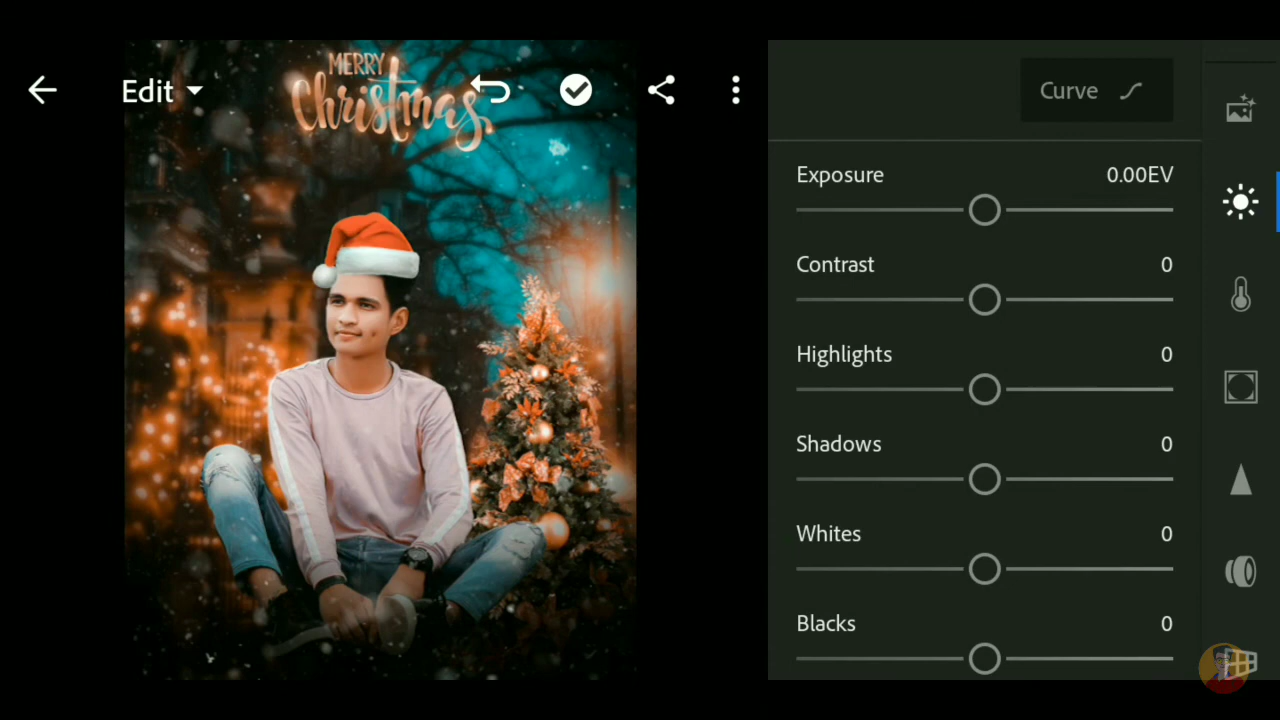 Edit
MERRY
Christmas
Curve
Exposure 0.00EV
Contrast 0
Highlights 0
Shadows 0
Whites 0
Blacks 0